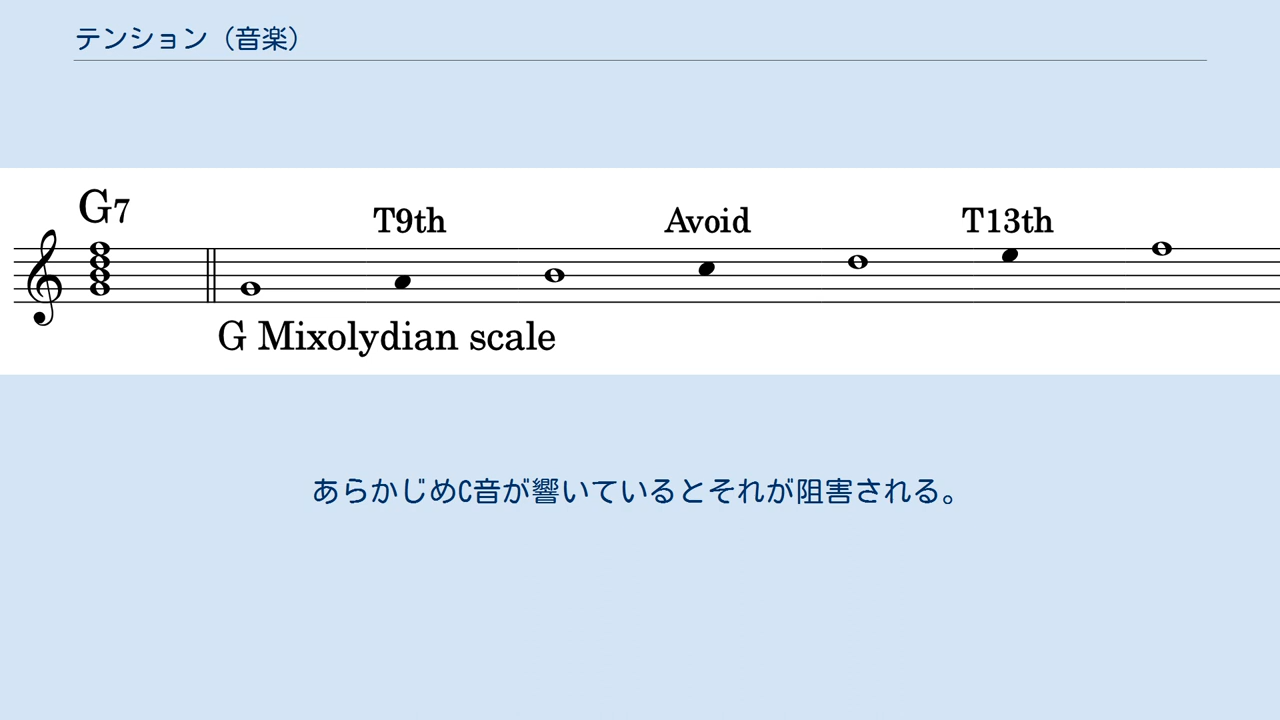 テンション（音楽）
G7
T9th Avoid T13th
G Mixolydian scale
あらかじめC音が響いているとそれが阻害される。